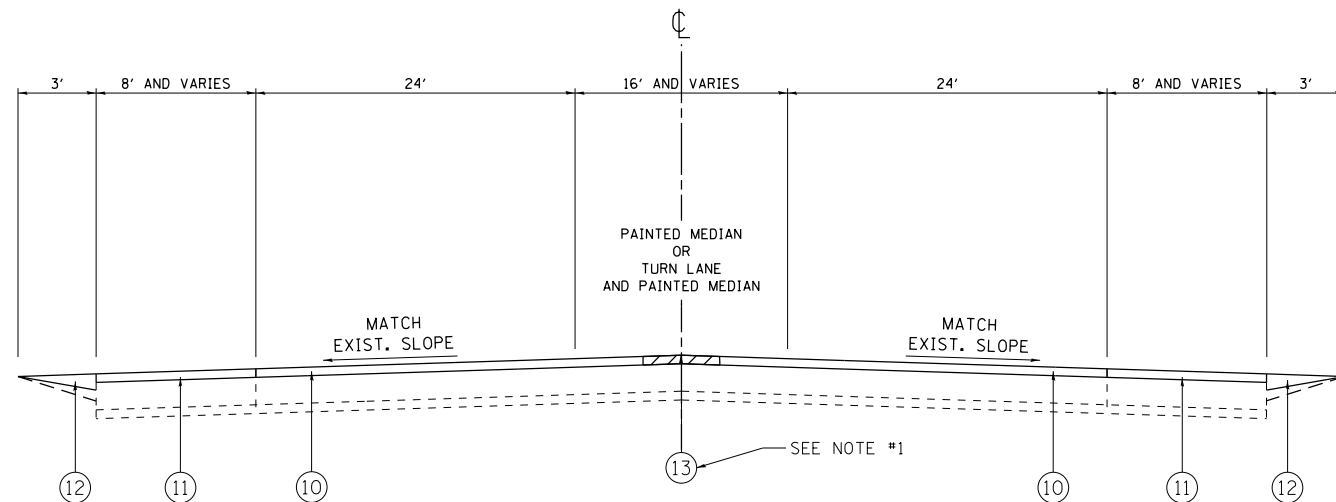 ℄
3' 8' AND VARIES 24' 16' AND VARIES 24' 8' AND VARIES 3'
PAINTED MEDIAN
OR
TURN LANE
AND PAINTED MEDIAN
MATCH
EXIST. SLOPE
MATCH
EXIST. SLOPE
SEE NOTE #1
12 11 10 13 10 11 12